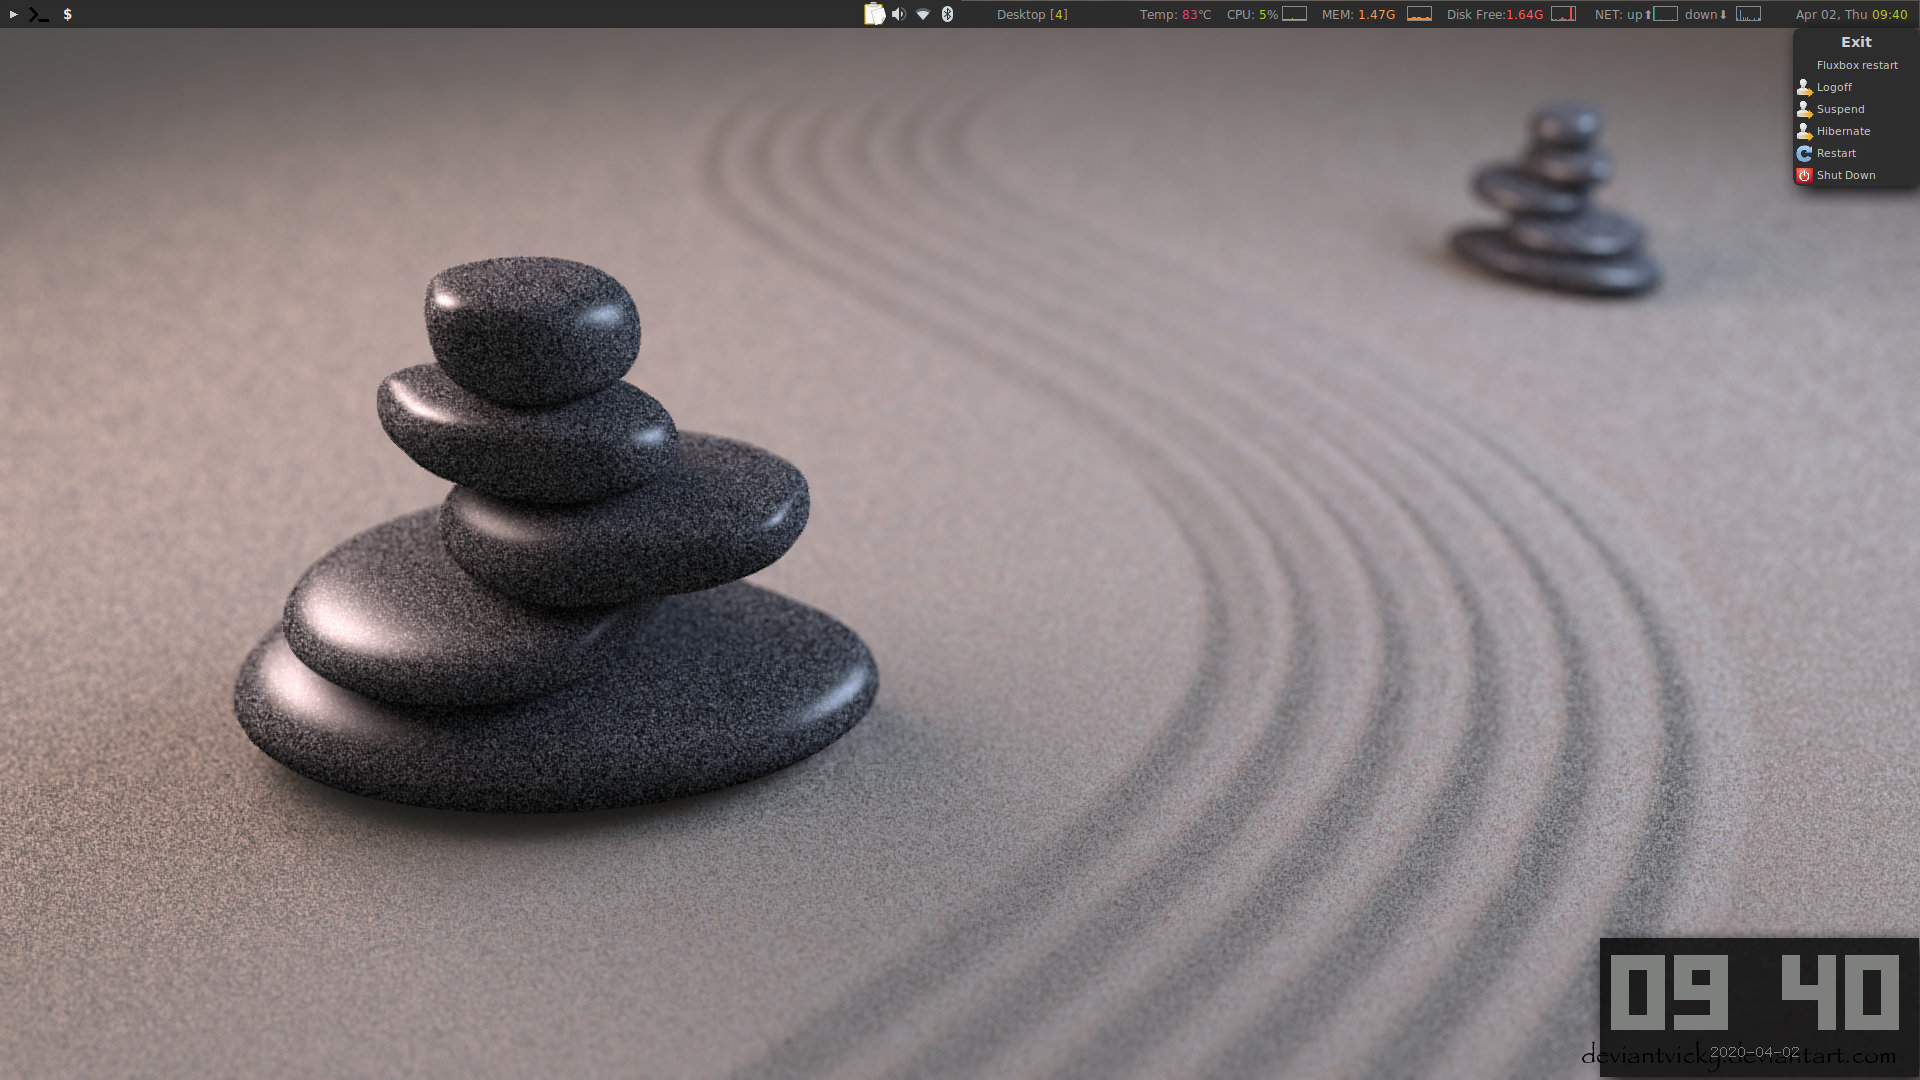 $
Desktop [4]
Temp: 83°C CPU: 5% MEM: 1.47G Disk Free:1.64G NET: up⬆ down⬇
Apr 02, Thu 09:40
Exit
Fluxbox restart
Logoff
Suspend
Hibernate
Restart
Shut Down
09 40
2020-04-02
deviantvicky.deviantart.com